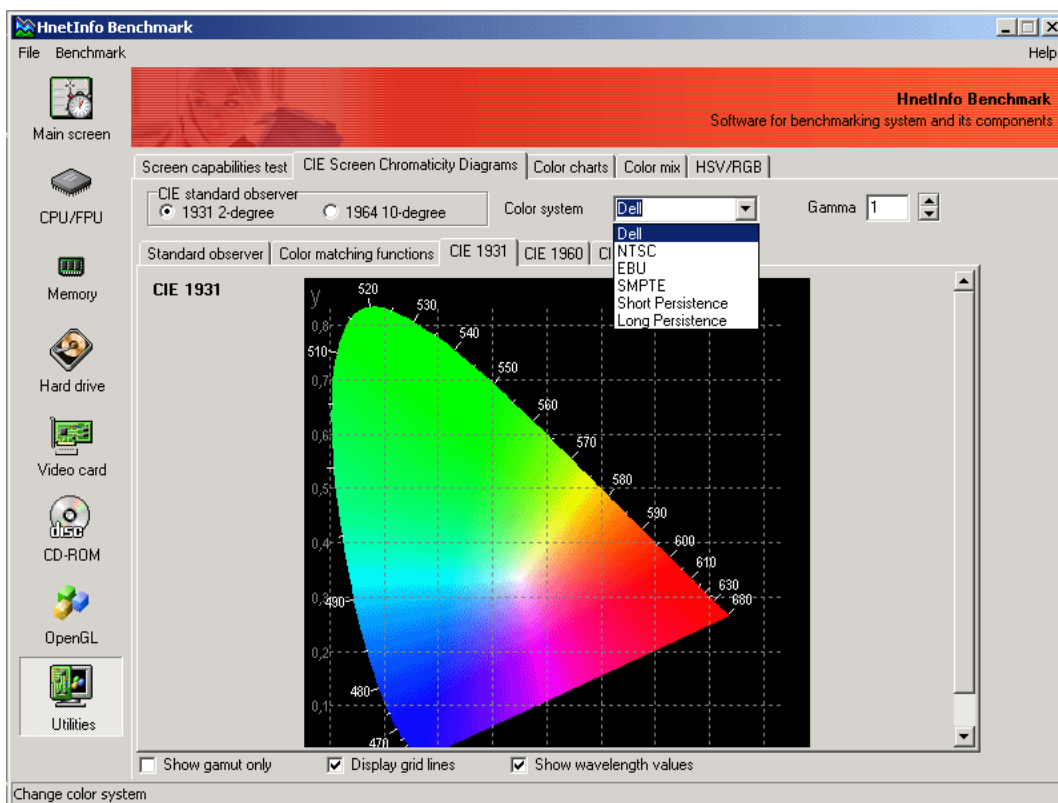 HnetInfo Benchmark
File Benchmark Help
HnetInfo Benchmark
Software for benchmarking system and its components
Main screen
CPU/FPU
Memory
Hard drive
Video card
disc
CD-ROM
OpenGL
Utilities
Screen capabilities test CIE Screen Chromaticity Diagrams Color charts Color mix HSV/RGB
CIE standard observer
1931 2-degree 1964 10-degree
Color system Dell
Gamma 1
Dell
NTSC
EBU
SMPTE
Short Persistence
Long Persistence
Standard observer Color matching functions CIE 1931 CIE 1960
CIE 1931
y
0,8
0,7
0,6
0,5
0,4
0,3
0,2
0,1
520
530
540
550
560
570
580
590
600
610
630
680
510
490
480
470
Show gamut only Display grid lines Show wavelength values
Change color system